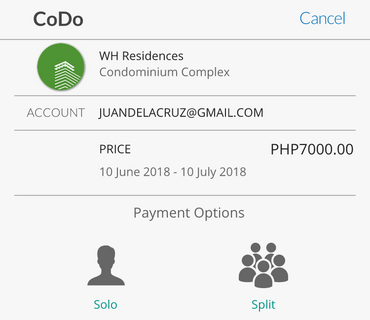 CoDo Cancel
WH Residences
Condominium Complex
ACCOUNT JUANDELACRUZ@GMAIL.COM
PRICE PHP7000.00
10 June 2018 - 10 July 2018
Payment Options
Solo Split